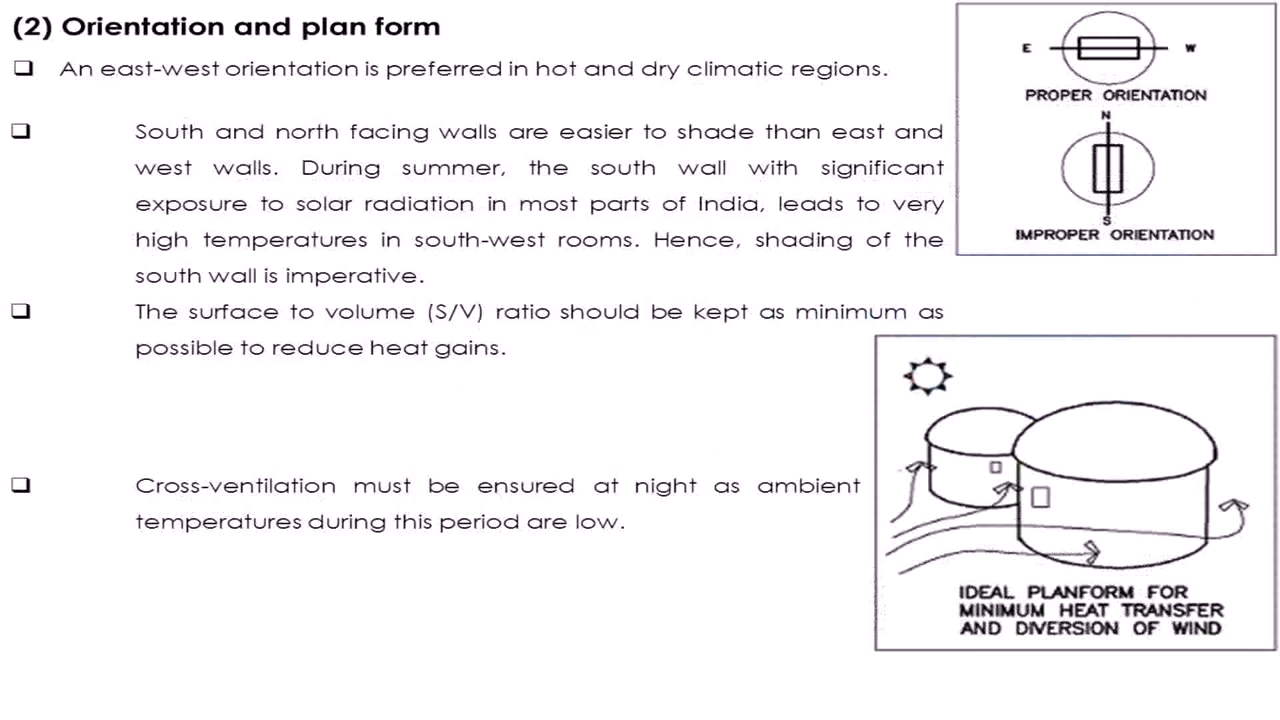 (2) Orientation and plan form
❑ An east-west orientation is preferred in hot and dry climatic regions.
❑ South and north facing walls are easier to shade than east and
west walls. During summer, the south wall with significant
exposure to solar radiation in most parts of India, leads to very
high temperatures in south-west rooms. Hence, shading of the
south wall is imperative.
❑ The surface to volume (S/V) ratio should be kept as minimum as
possible to reduce heat gains.
❑ Cross-ventilation must be ensured at night as ambient
temperatures during this period are low.
E W
PROPER ORIENTATION
N
S
IMPROPER ORIENTATION
IDEAL PLANFORM FOR
MINIMUM HEAT TRANSFER
AND DIVERSION OF WIND